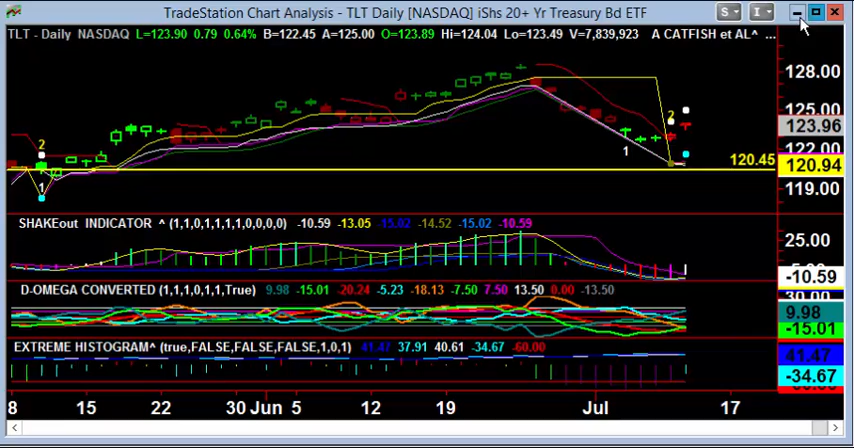 TradeStation Chart Analysis - TLT Daily [NASDAQ] iShs 20+ Yr Treasury Bd ETF
S
I
TLT - Daily NASDAQ L=123.90 0.79 0.64% B=122.45 A=125.00 O=123.89 Hi=124.04 Lo=123.49 V=7,839,923 A CATFISH et AL^ ...
128.00
125.00
123.96
122.00
120.45
120.94
119.00
2
1
1
2
SHAKEout INDICATOR ^ (1,1,0,1,1,1,1,0,0,0,0) -10.59 -13.05 -15.02 -14.52 -15.02 -10.59
25.00
-10.59
D-OMEGA CONVERTED (1,1,1,0,1,1,True) 9.98 -15.01 -20.24 -5.23 -18.13 -7.50 7.50 13.50 0.00 -13.50
30.00
9.98
-15.01
EXTREME HISTOGRAM^ (true,FALSE,FALSE,FALSE,1,0,1) 41.47 37.91 40.61 -34.67 -60.00
41.47
-34.67
8 15 22 30 Jun 5 12 19 Jul 17